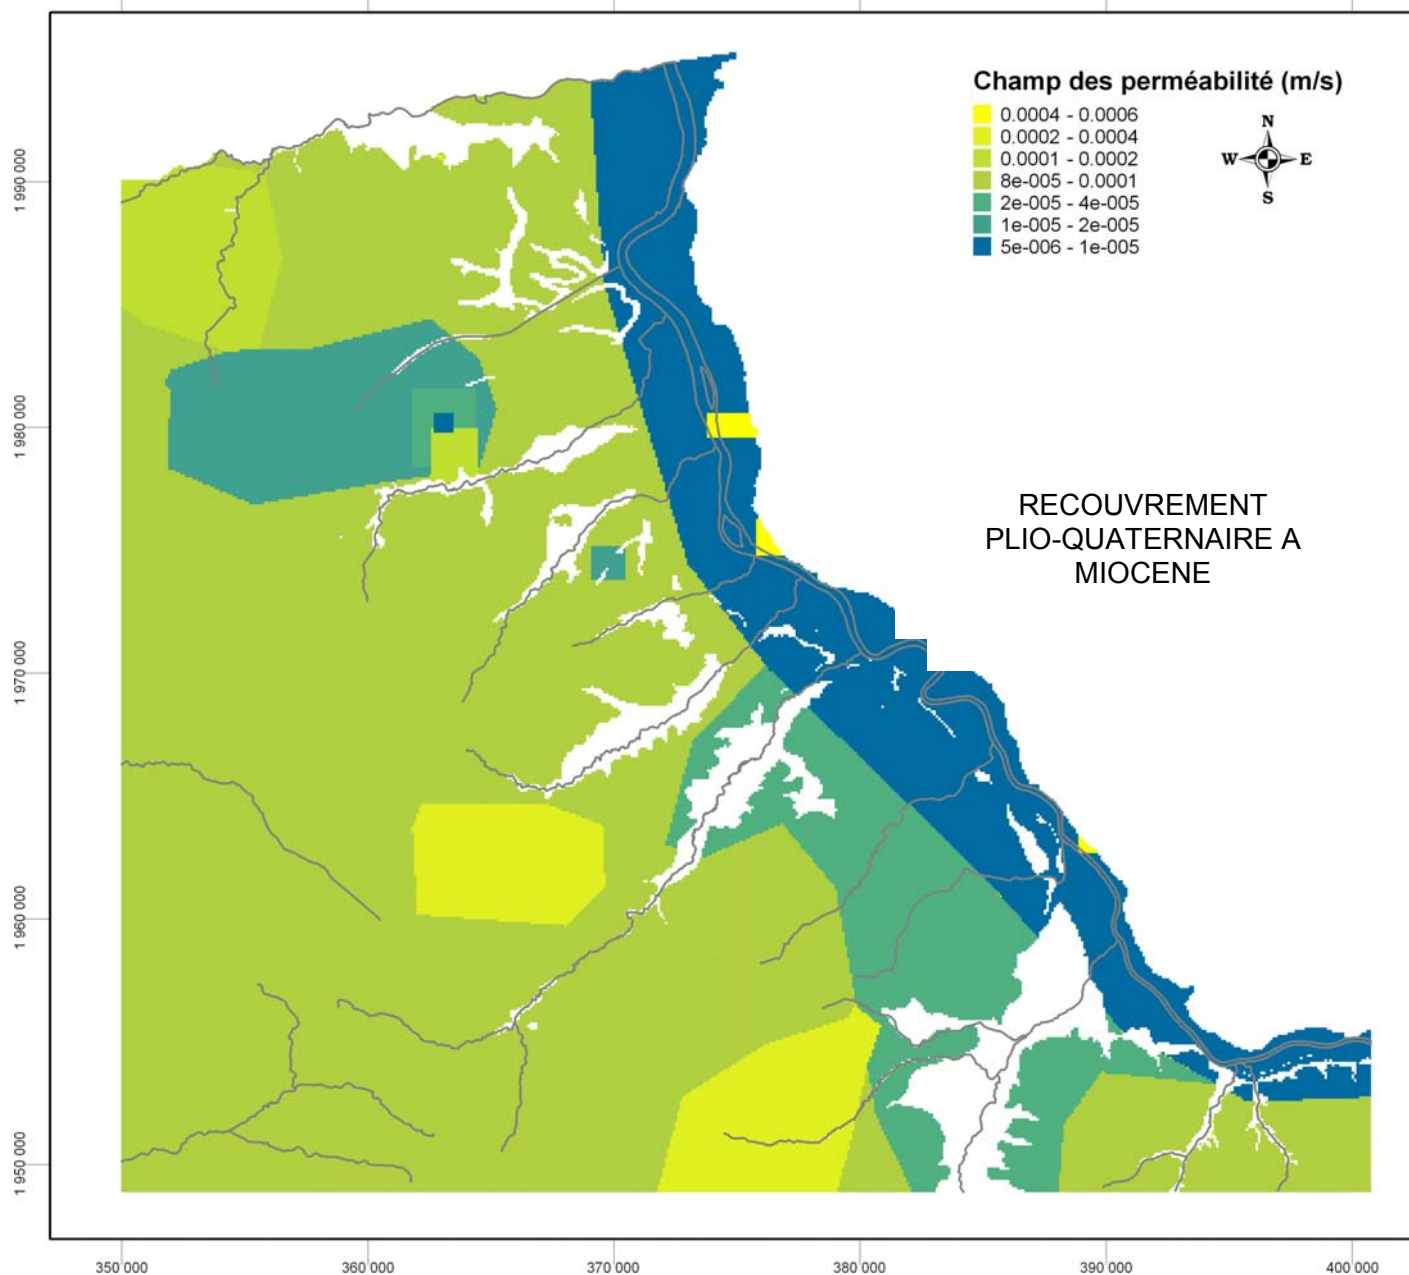 Champ des perméabilité (m/s)
0.0004 - 0.0006
0.0002 - 0.0004
0.0001 - 0.0002
8e-005 - 0.0001
2e-005 - 4e-005
1e-005 - 2e-005
5e-006 - 1e-005
N
W E
S
RECOUVREMENT
PLIO-QUATERNAIRE A
MIOCENE
1 990 000
1 980 000
1 970 000
1 960 000
1 950 000
350 000 360 000 370 000 380 000 390 000 400 000